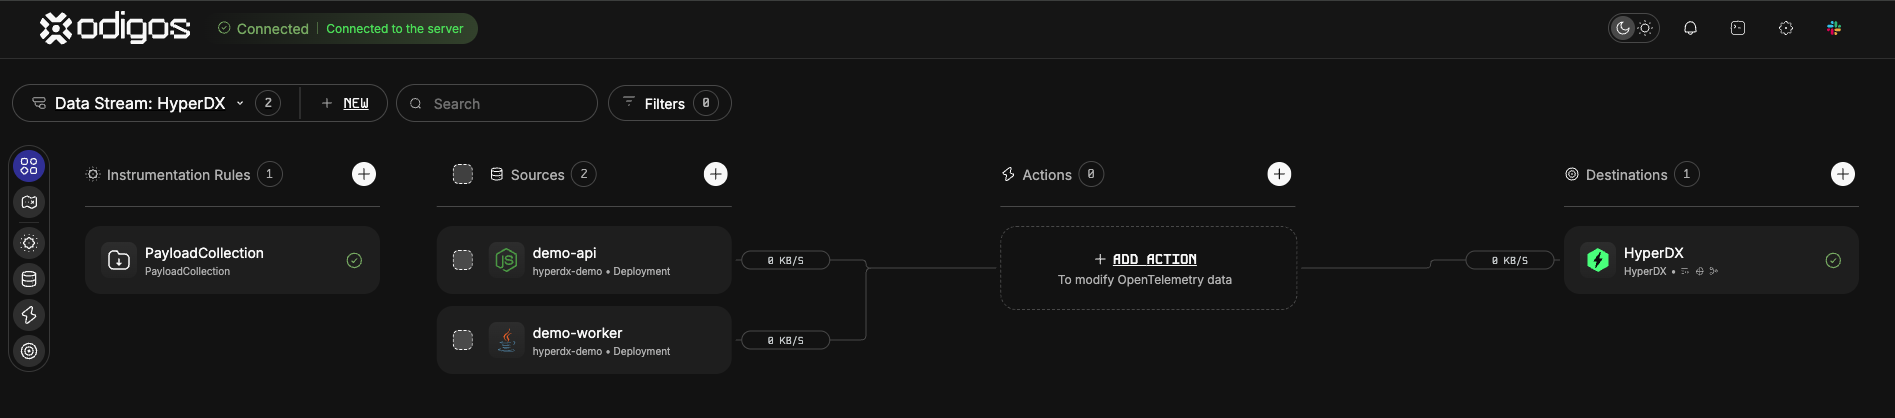 odigos
Connected | Connected to the server
Data Stream: HyperDX 2
+ NEW
Search
Filters 0
Instrumentation Rules 1
Sources 2
Actions 0
Destinations 1
PayloadCollection
PayloadCollection
demo-api
hyperdx-demo • Deployment
0 KB/S
demo-worker
hyperdx-demo • Deployment
0 KB/S
+ ADD ACTION
To modify OpenTelemetry data
0 KB/S
HyperDX
HyperDX •